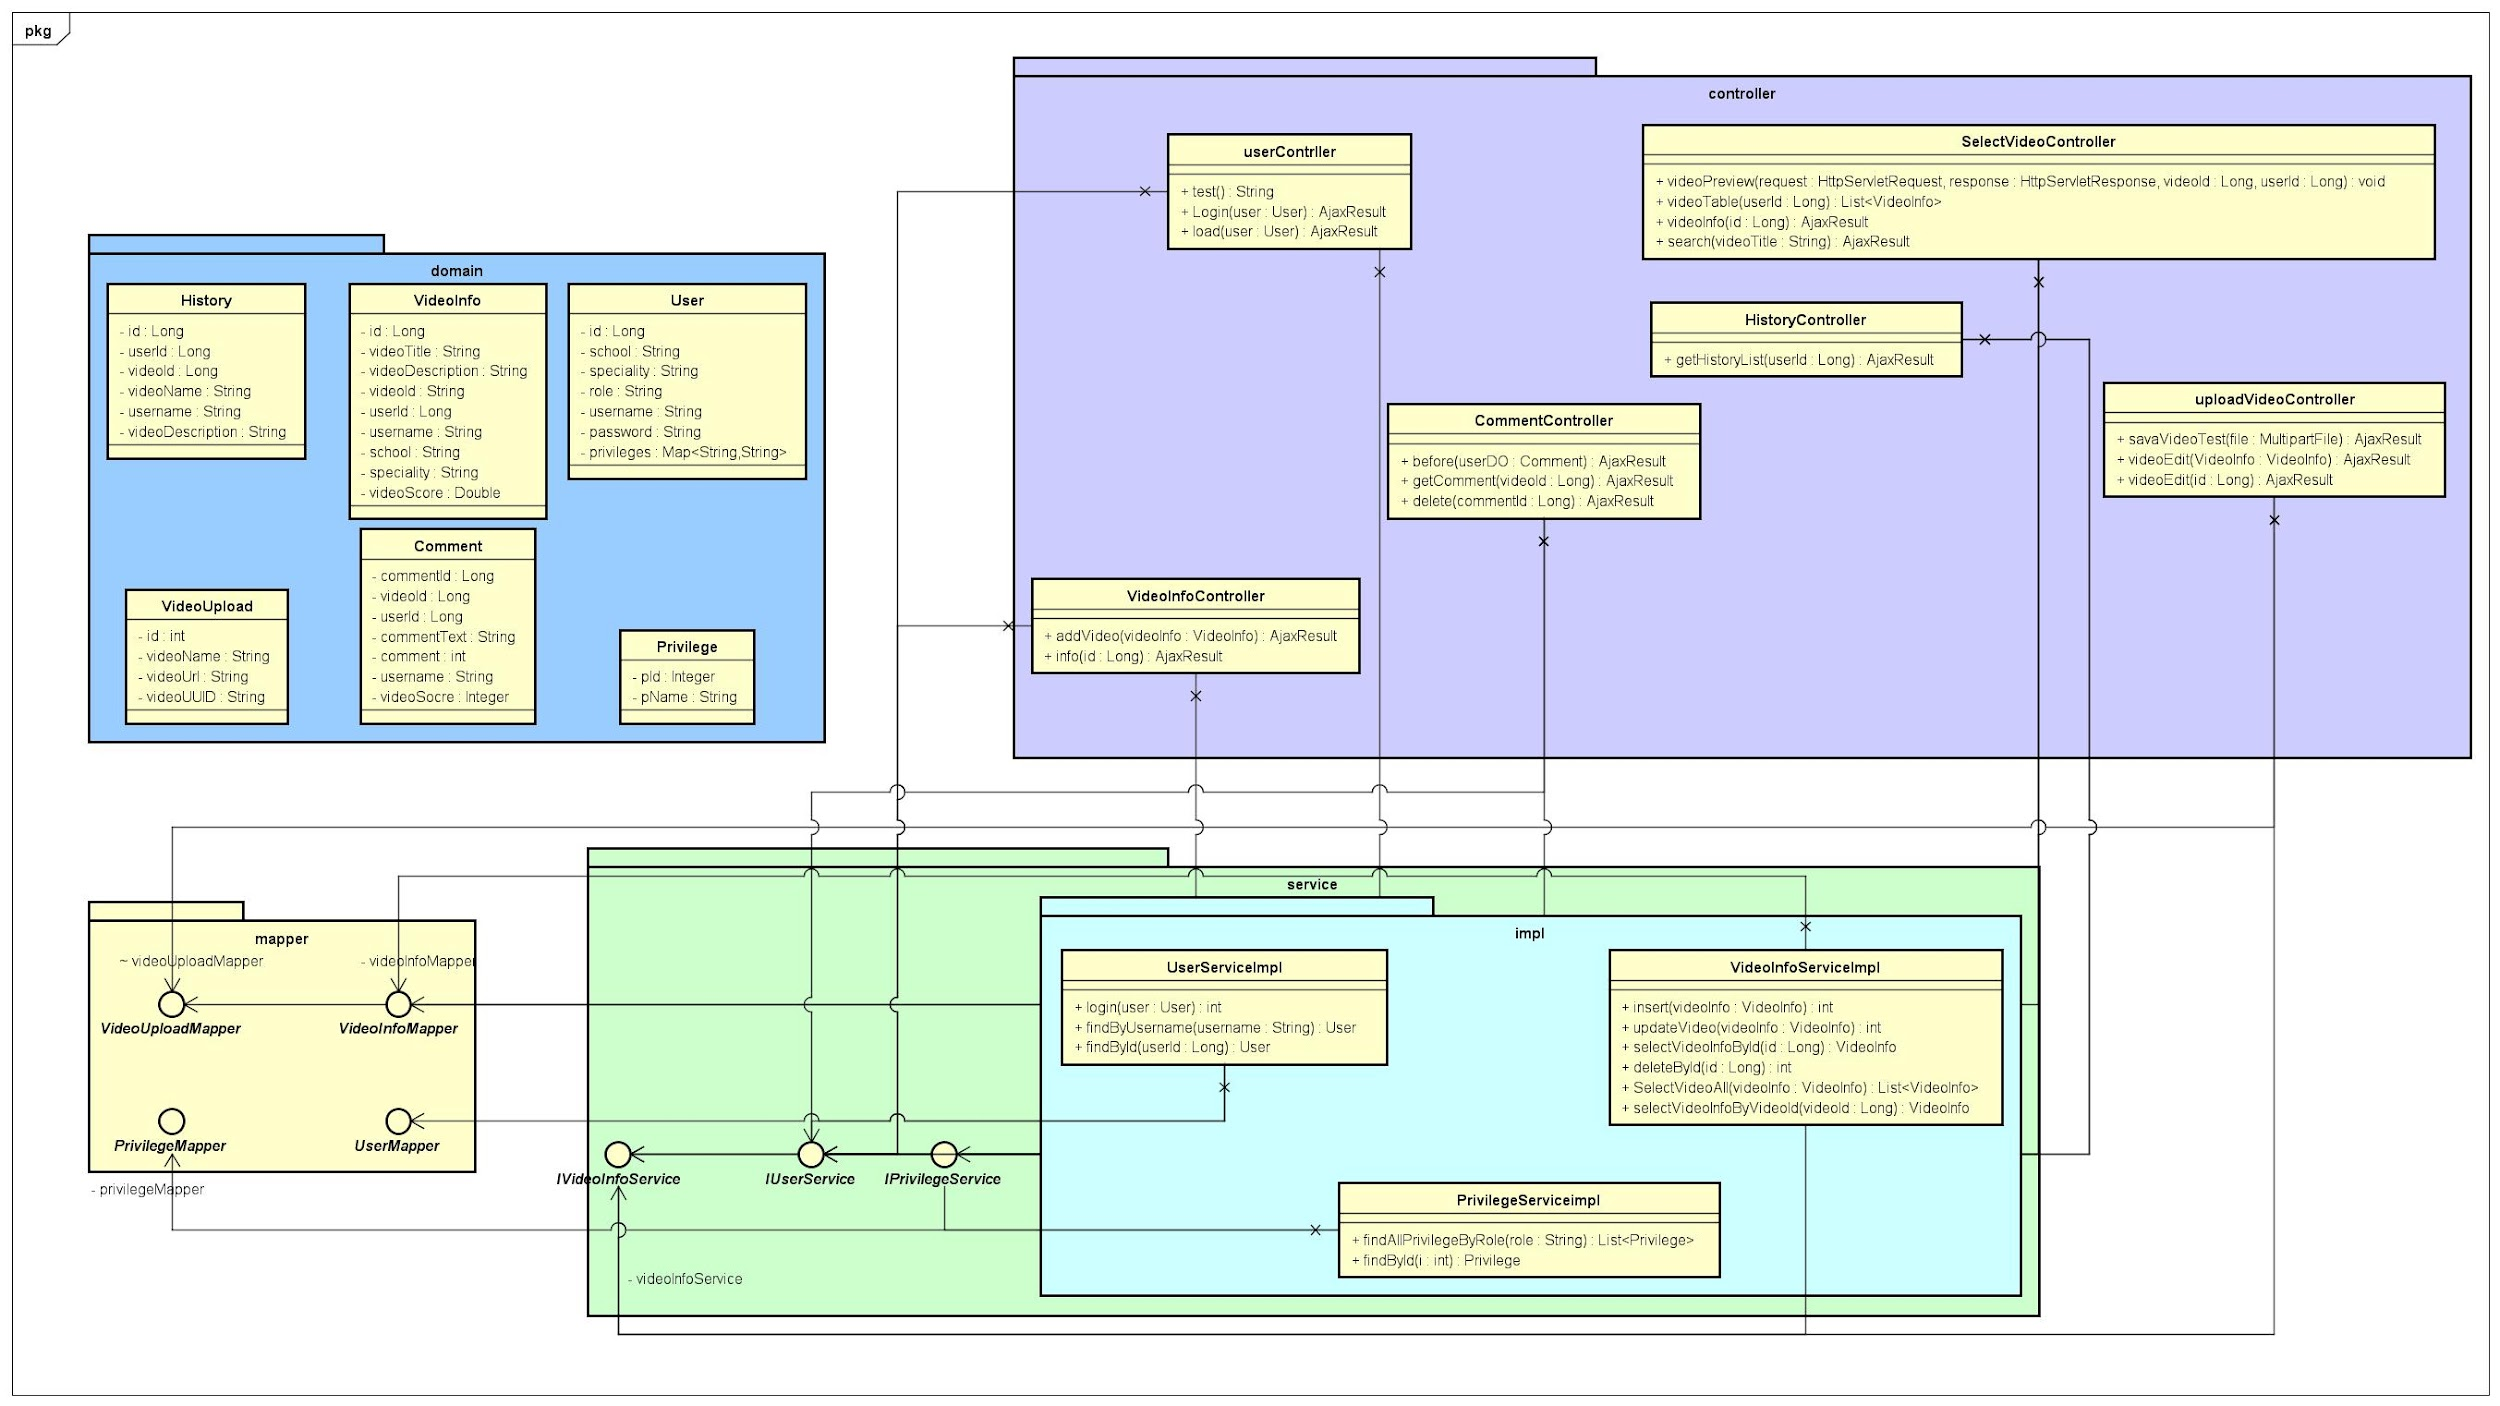 pkg
controller
userContrller
+ test() : String
+ Login(user : User) : AjaxResult
+ load(user : User) : AjaxResult
SelectVideoController
+ videoPreview(request : HttpServletRequest, response : HttpServletResponse, videoId : Long, userId : Long) : void
+ videoTable(userId : Long) : List<VideoInfo>
+ videoInfo(id : Long) : AjaxResult
+ search(videoTitle : String) : AjaxResult
HistoryController
+ getHistoryList(userId : Long) : AjaxResult
CommentController
+ before(userDO : Comment) : AjaxResult
+ getComment(videoId : Long) : AjaxResult
+ delete(commentId : Long) : AjaxResult
uploadVideoController
+ savaVideoTest(file : MultipartFile) : AjaxResult
+ videoEdit(VideoInfo : VideoInfo) : AjaxResult
+ videoEdit(id : Long) : AjaxResult
VideoInfoController
+ addVideo(videoInfo : VideoInfo) : AjaxResult
+ info(id : Long) : AjaxResult
domain
History
- id : Long
- userId : Long
- videoId : Long
- videoName : String
- username : String
- videoDescription : String
VideoInfo
- id : Long
- videoTitle : String
- videoDescription : String
- videoId : String
- userId : Long
- username : String
- school : String
- speciality : String
- videoScore : Double
User
- id : Long
- school : String
- speciality : String
- role : String
- username : String
- password : String
- privileges : Map<String,String>
VideoUpload
- id : int
- videoName : String
- videoUrl : String
- videoUUID : String
Comment
- commentId : Long
- videoId : Long
- userId : Long
- commentText : String
- comment : int
- username : String
- videoSocre : Integer
Privilege
- pId : Integer
- pName : String
mapper
~ videoUploadMapper
- videoInfoMapper
VideoUploadMapper
VideoInfoMapper
PrivilegeMapper
UserMapper
- privilegeMapper
service
IVideoInfoService
IUserService
IPrivilegeService
- videoInfoService
impl
UserServiceImpl
+ login(user : User) : int
+ findByUsername(username : String) : User
+ findById(userId : Long) : User
VideoInfoServiceImpl
+ insert(videoInfo : VideoInfo) : int
+ updateVideo(videoInfo : VideoInfo) : int
+ selectVideoInfoById(id : Long) : VideoInfo
+ deleteById(id : Long) : int
+ SelectVideoAll(videoInfo : VideoInfo) : List<VideoInfo>
+ selectVideoInfoByVideoId(videoId : Long) : VideoInfo
PrivilegeServiceimpl
+ findAllPrivilegeByRole(role : String) : List<Privilege>
+ findById(i : int) : Privilege